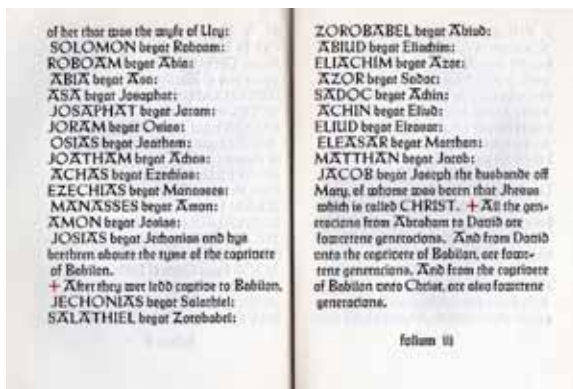 of her that was the wyfe of Ury:
SOLOMON begat Roboam:
ROBOAM begat Abia:
ABIA begat Asa:
ASA begat Josaphat:
JOSAPHAT begat Joram:
JORAM begat Osias:
OSIAS begat Joatham:
JOATHAM begat Achas:
ACHAS begat Ezechias:
EZECHIAS begat Manasses:
MANASSES begat Amon:
AMON begat Josias:
JOSIAS begat Jechonias and hys
brethren aboute the tyme of the captivete
of Babilon.
+ After they wer ledd captive to Babilon,
JECHONIAS begat Salathiel:
SALATHIEL begat Zorobabel:
ZOROBABEL begat Abiud:
ABIUD begat Eliachim:
ELIACHIM begat Azor:
AZOR begat Sadoc:
SADOC begat Achin:
ACHIN begat Eliud:
ELIUD begat Eleasar:
ELEASAR begat Matthan:
MATTHAN begat Jacob:
JACOB begat Joseph the husbande off
Mary, of whome was boren that Jhesus
which is called CHRIST. + All the gen-
eracions from Abraham to David are
fowertene generacions. And from David
unto the captivete of Babilon, are fowr-
tene generacions. And from the captivete
of Babilon unto Christ, are also fowrtene
generacions.
folium iij